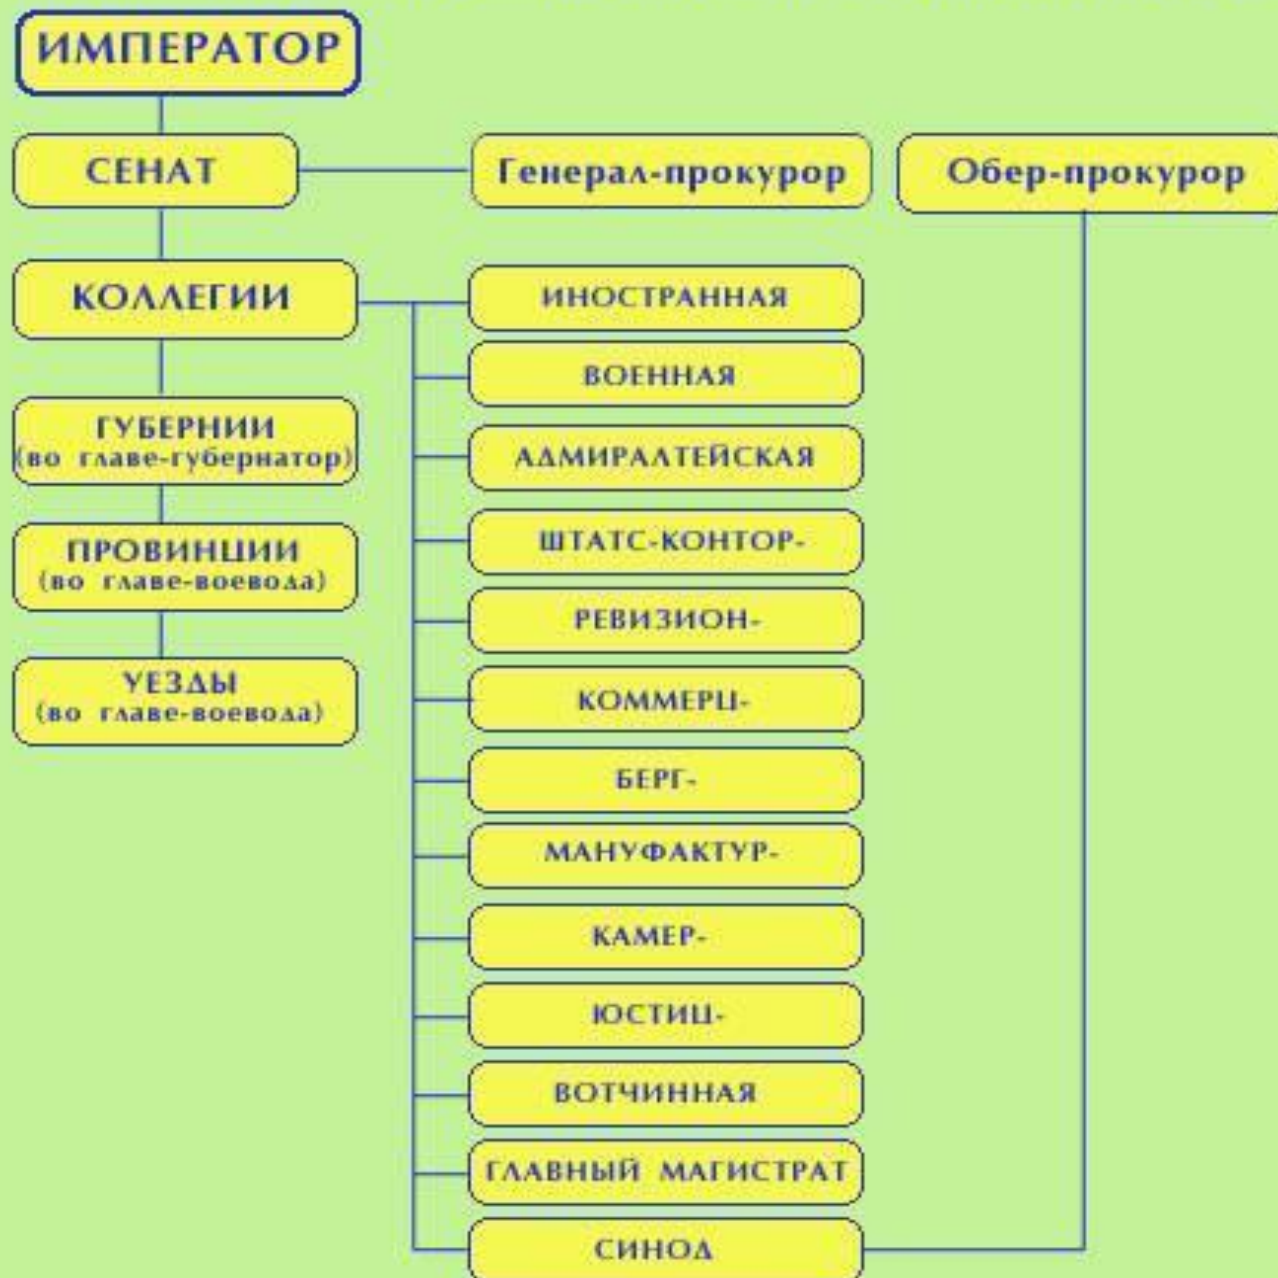 ИМПЕРАТОР
СЕНАТ
Генерал-прокурор
Обер-прокурор
КОЛЛЕГИИ
ГУБЕРНИИ
(во главе-губернатор)
ПРОВИНЦИИ
(во главе-воевода)
УЕЗДЫ
(во главе-воевода)
ИНОСТРАННАЯ
ВОЕННАЯ
АДМИРАЛТЕЙСКАЯ
ШТАТС-КОНТОР-
РЕВИЗИОН-
КОММЕРЦ-
БЕРГ-
МАНУФАКТУР-
КАМЕР-
ЮСТИЦ-
ВОТЧИННАЯ
ГЛАВНЫЙ МАГИСТРАТ
СИНОД